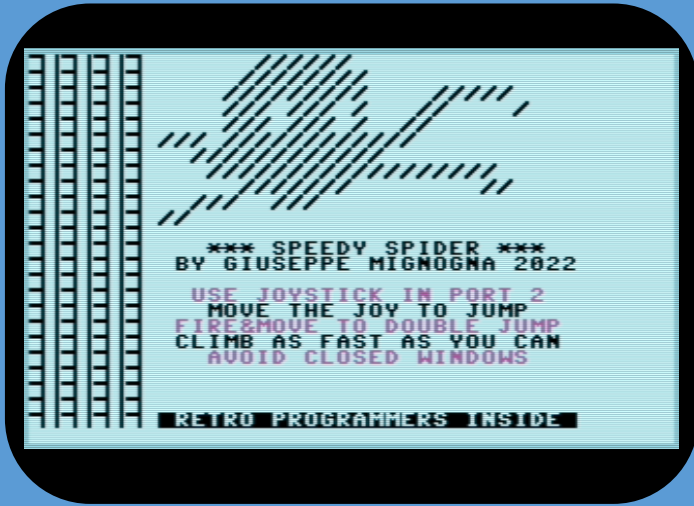 *** SPEEDY SPIDER ***
BY GIUSEPPE MIGNOGNA 2022
USE JOYSTICK IN PORT 2
MOVE THE JOY TO JUMP
FIRE&MOVE TO DOUBLE JUMP
CLIMB AS FAST AS YOU CAN
AVOID CLOSED WINDOWS
RETRO PROGRAMMERS INSIDE